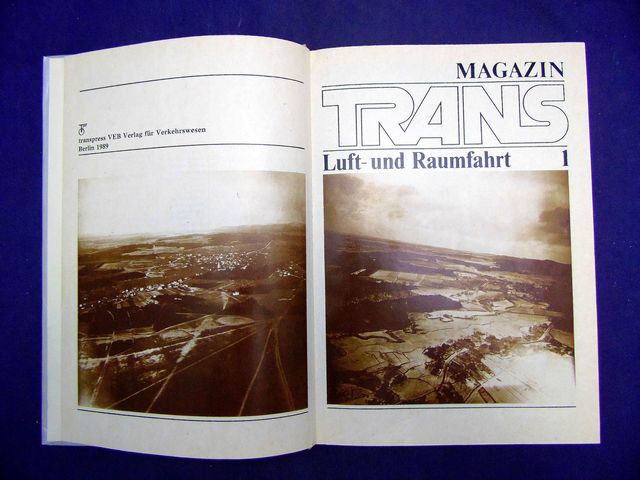 transpress VEB Verlag für Verkehrswesen
Berlin 1989
MAGAZIN
TRANS
Luft- und Raumfahrt 1